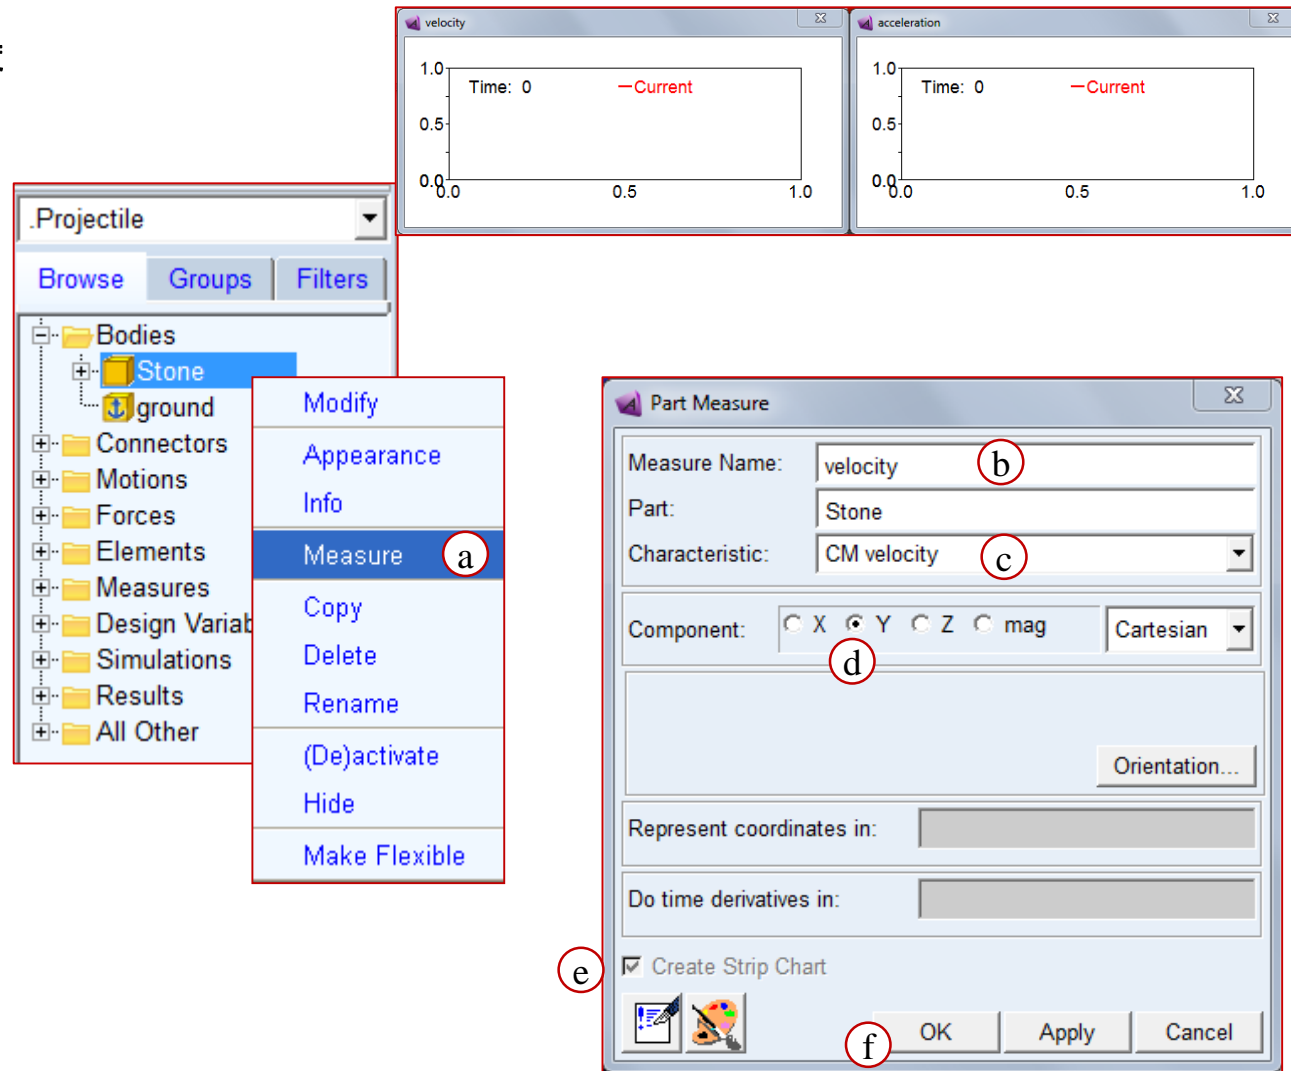 f
velocity
1.0
Time: 0 Current
0.5
0.0
0.0 0.5 1.0
acceleration
1.0
Time: 0 Current
0.5
0.0
0.0 0.5 1.0
.Projectile
Browse Groups Filters
Bodies
Stone
ground
Connectors
Motions
Forces
Elements
Measures
Design Variab
Simulations
Results
All Other
Modify
Appearance
Info
Measure a
Copy
Delete
Rename
(De)activate
Hide
Make Flexible
Part Measure
Measure Name: velocity b
Part: Stone
Characteristic: CM velocity c
Component: X Y Z mag Cartesian
d
Orientation...
Represent coordinates in:
Do time derivatives in:
e Create Strip Chart
f OK Apply Cancel